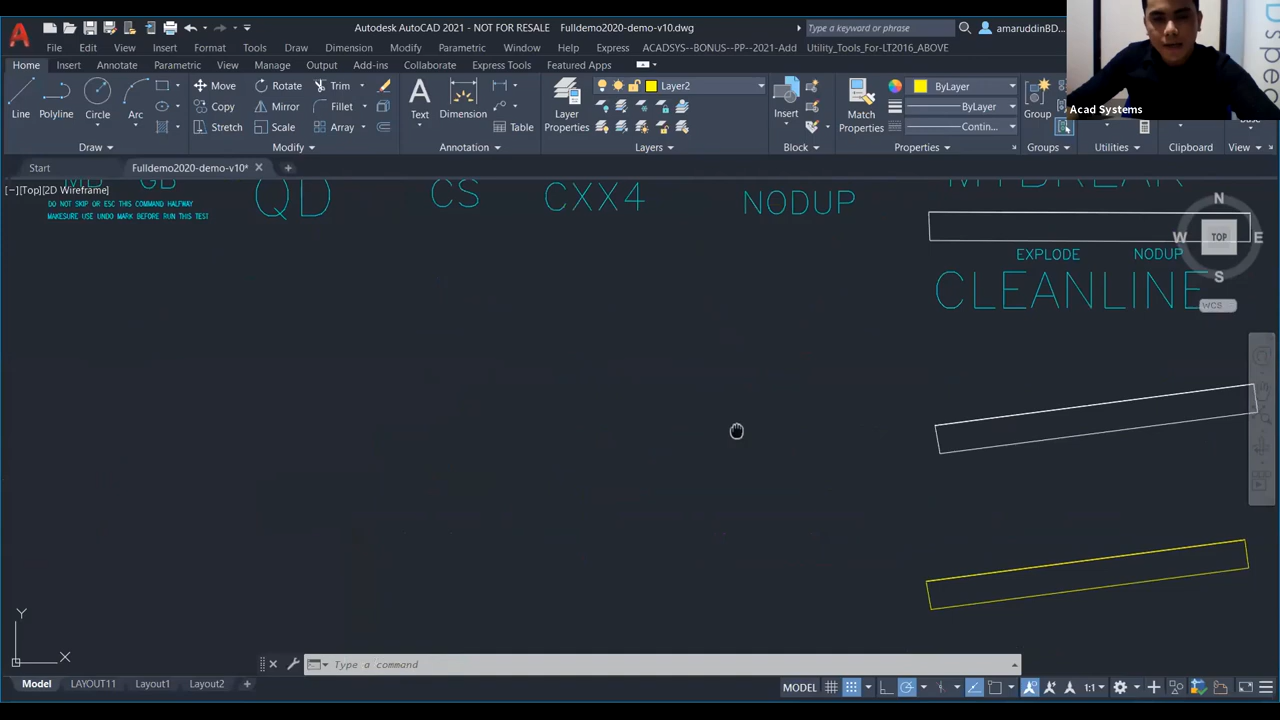 Autodesk AutoCAD 2021 - NOT FOR RESALE Fulldemo2020-demo-v10.dwg
Type a keyword or phrase
amaruddinBD...
File Edit View Insert Format Tools Draw Dimension Modify Parametric Window Help Express ACADSYS--BONUS--PP--2021-Add Utility_Tools_For-LT2016_ABOVE
Home Insert Annotate Parametric View Manage Output Add-ins Collaborate Express Tools Featured Apps
Acad Systems
Line Polyline Circle Arc
Move Rotate Trim
Copy Mirror Fillet
Stretch Scale Array
Text Dimension Table
Layer Properties
Layer2
Insert
Match Properties
ByLayer
ByLayer
Contin...
Group
Base
Draw Modify Annotation Layers Block Properties Groups Utilities Clipboard View
Start Fulldemo2020-demo-v10*
[−][Top][2D Wireframe]
MB GB QD CS CXX4 NODUP MYBREAK
DO NOT SKIP OR ESC THIS COMMAND HALFWAY
MAKESURE USE UNDO MARK BEFORE RUN THIS TEST
N
W TOP E
S
WCS
EXPLODE NODUP
CLEANLINE
Y
X
Type a command
Model LAYOUT11 Layout1 Layout2
MODEL 1:1